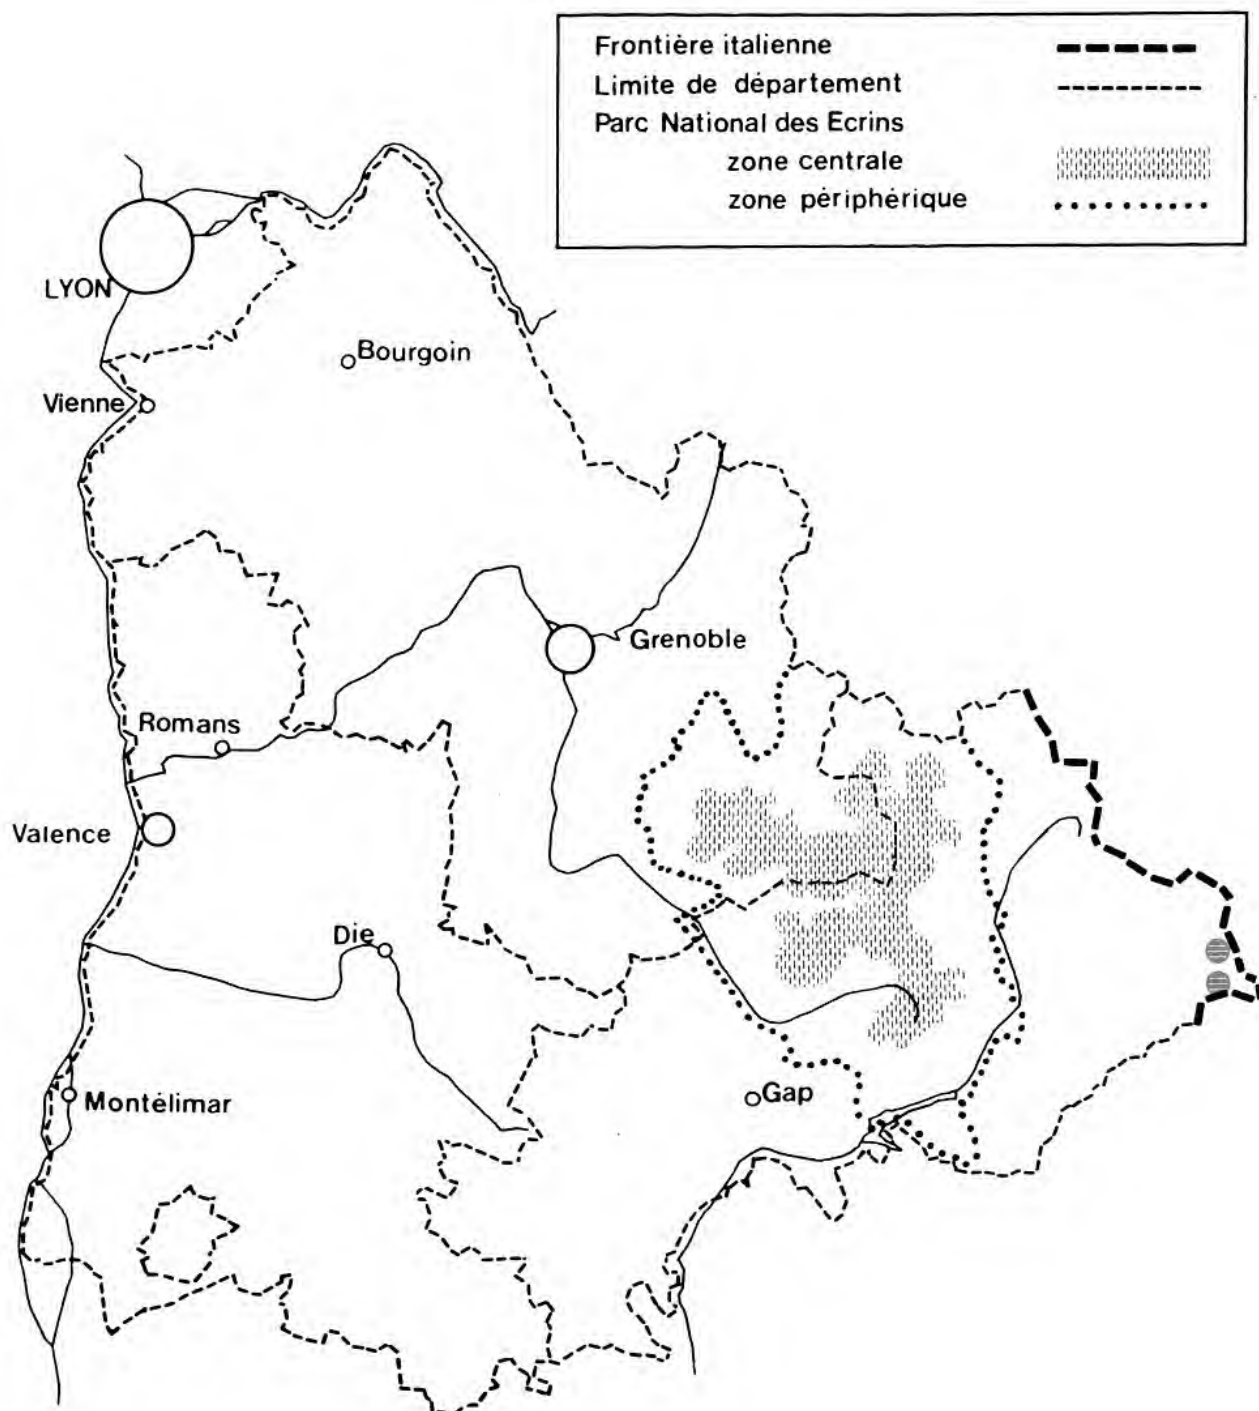 Frontière italienne
Limite de département
Parc National des Ecrins
zone centrale
zone périphérique
LYON
Bourgoin
Vienne
Grenoble
Romans
Valence
Die
Montélimar
Gap